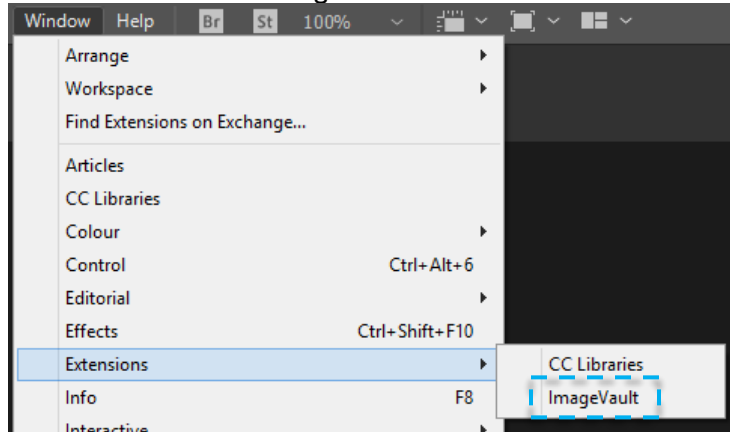 Window Help Br St 100%
Arrange
Workspace
Find Extensions on Exchange...
Articles
CC Libraries
Colour
Control Ctrl+Alt+6
Editorial
Effects Ctrl+Shift+F10
Extensions
CC Libraries
Info F8
ImageVault
Interactive